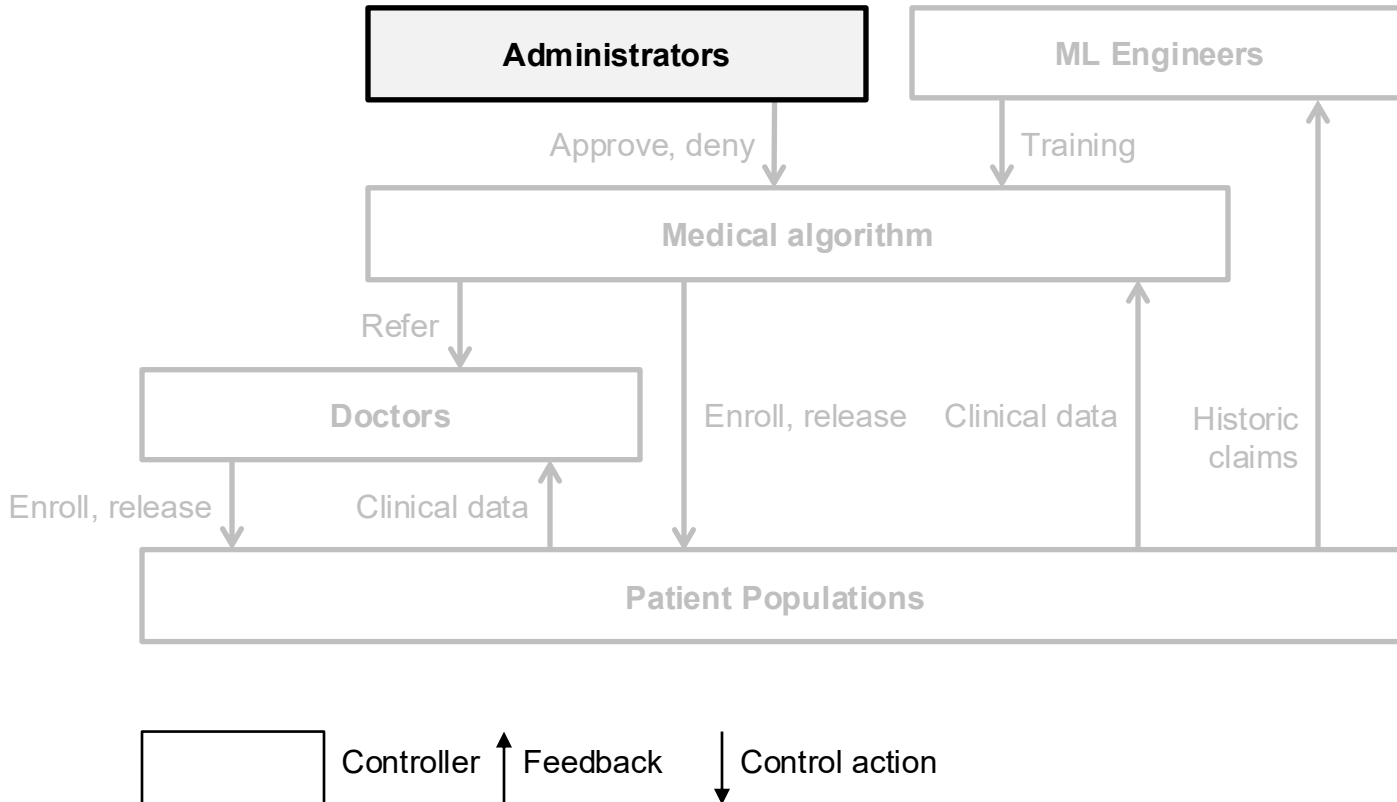 Administrators
ML Engineers
Approve, deny
Training
Medical algorithm
Refer
Doctors
Enroll, release
Clinical data
Historic
claims
Enroll, release
Clinical data
Patient Populations
Controller
Feedback
Control action